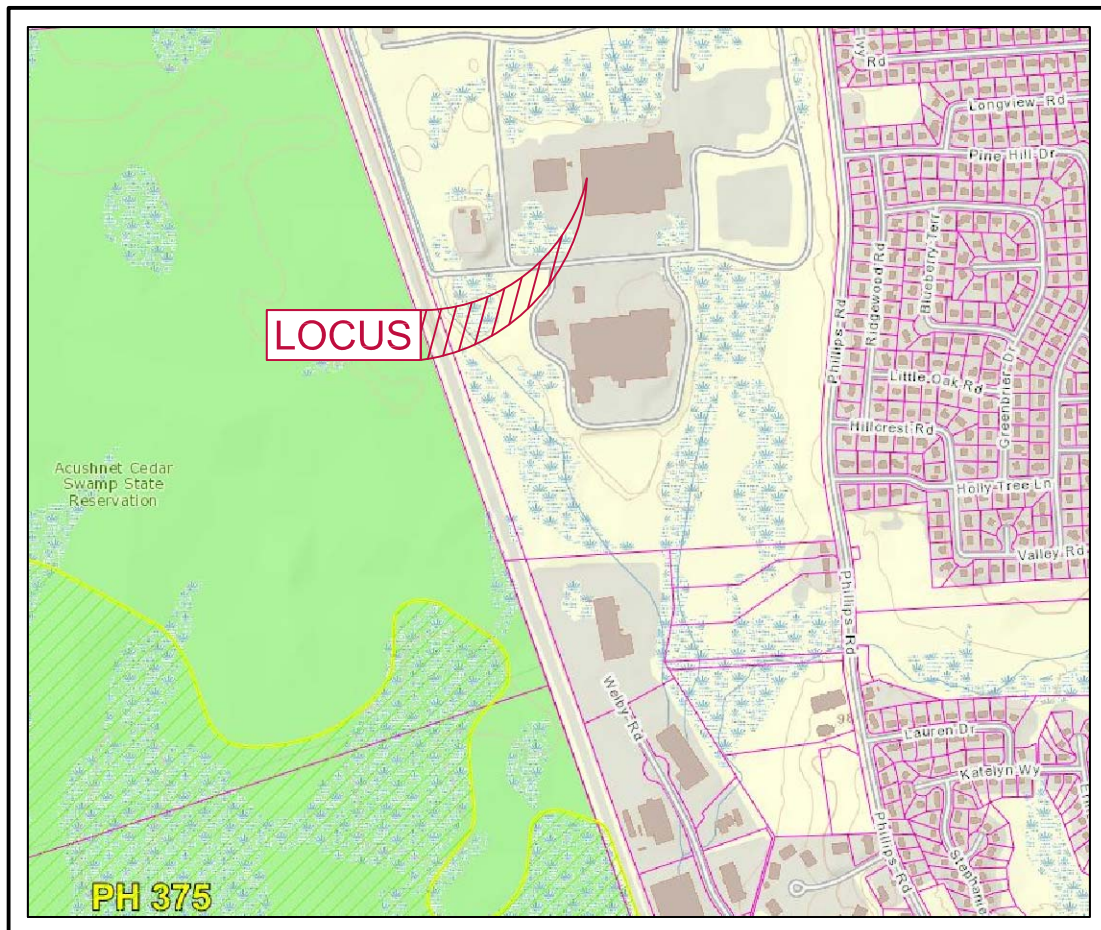 Ivy
Rd
Longview Rd
Pine Hill Dr
Blueberry Terr
Ridgewood Rd
Phillips Rd
LOCUS
Little Oak Rd
Greenbrier Dr
Hillcrest Rd
Acushnet Cedar
Swamp State
Reservation
Holly Tree Ln
Valley Rd
Phillips Rd
Welby Rd
98
Lauren Dr
Katelyn Wy
Phillips Rd
PH 375